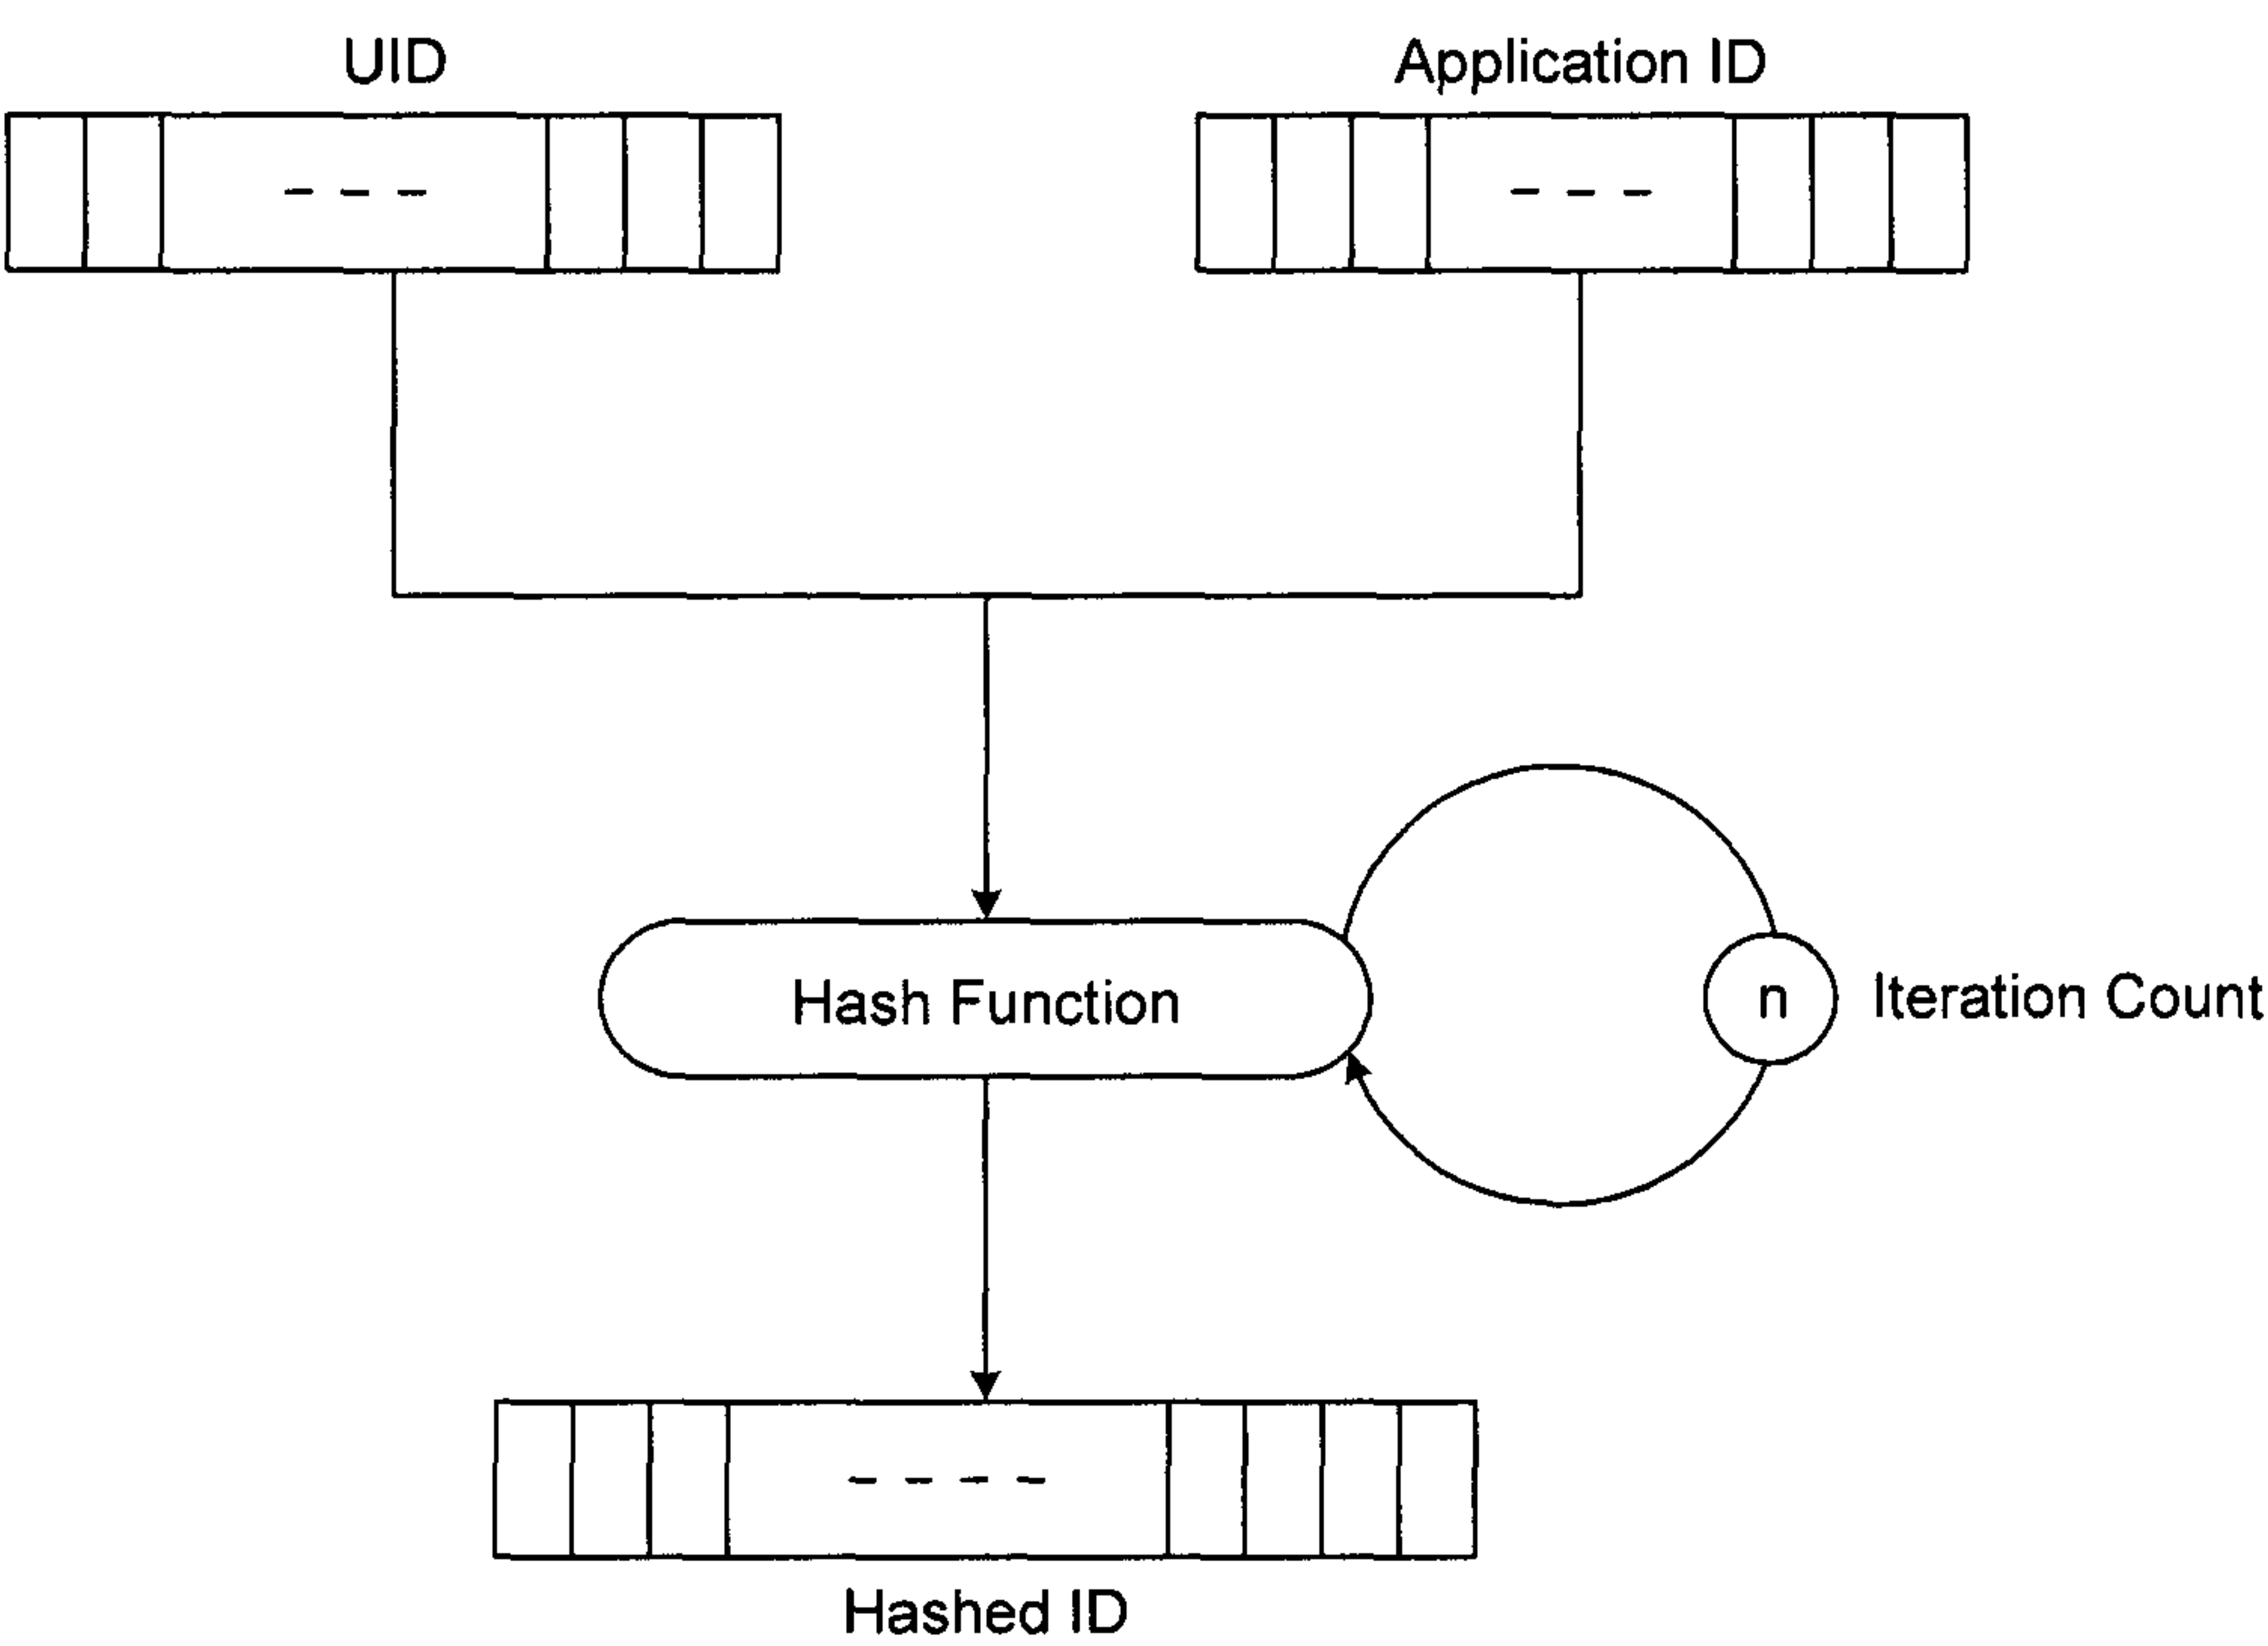 UID
Application ID
Hash Function
n
Iteration Count
Hashed ID